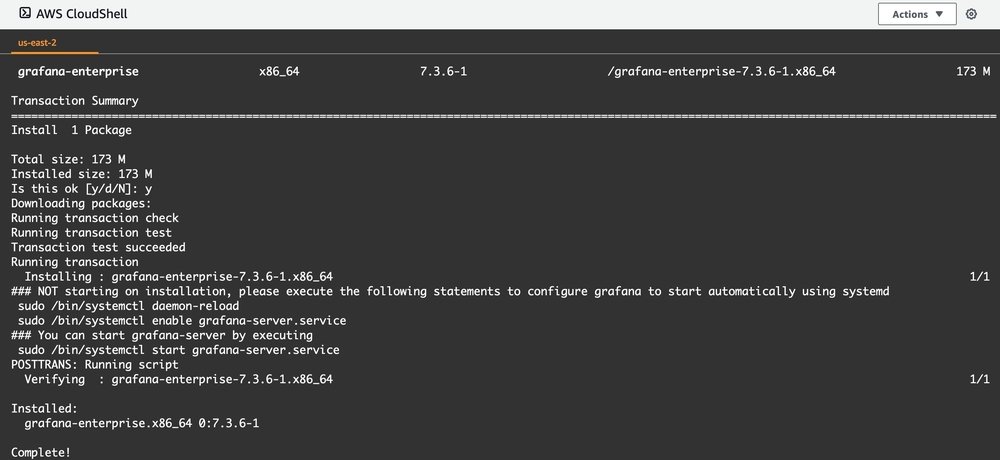 AWS CloudShell
Actions ▼
us-east-2
grafana-enterprise x86_64 7.3.6-1 /grafana-enterprise-7.3.6-1.x86_64 173 M
Transaction Summary
================================================================================
Install 1 Package
Total size: 173 M
Installed size: 173 M
Is this ok [y/d/N]: y
Downloading packages:
Running transaction check
Running transaction test
Transaction test succeeded
Running transaction
Installing : grafana-enterprise-7.3.6-1.x86_64 1/1
### NOT starting on installation, please execute the following statements to configure grafana to start automatically using systemd
sudo /bin/systemctl daemon-reload
sudo /bin/systemctl enable grafana-server.service
### You can start grafana-server by executing
sudo /bin/systemctl start grafana-server.service
POSTTRANS: Running script
Verifying : grafana-enterprise-7.3.6-1.x86_64 1/1
Installed:
grafana-enterprise.x86_64 0:7.3.6-1
Complete!